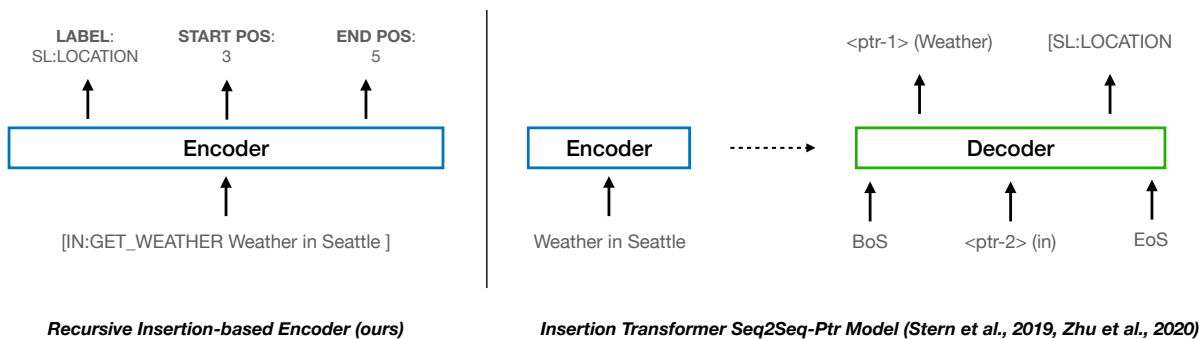 LABEL: START POS: END POS:
SL:LOCATION 3 5
Encoder
[IN:GET_WEATHER Weather in Seattle ]
Recursive Insertion-based Encoder (ours)
<ptr-1> (Weather) [SL:LOCATION
Encoder Decoder
Weather in Seattle BoS <ptr-2> (in) EoS
Insertion Transformer Seq2Seq-Ptr Model (Stern et al., 2019, Zhu et al., 2020)